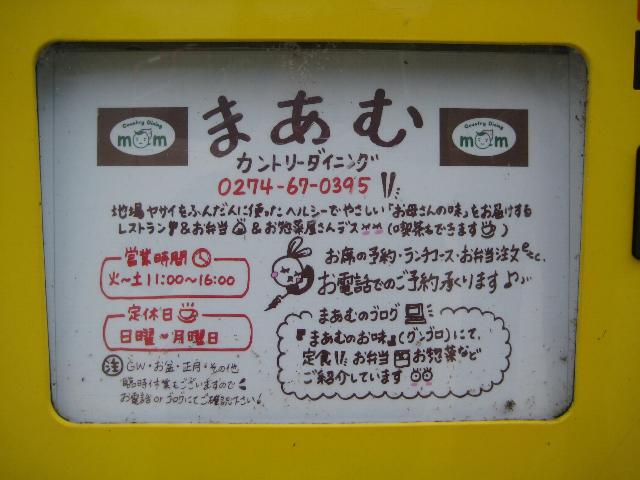 Country Dining
mom
まあむ
Country Dining
mom
カントリーダイニング
0274-67-0395
地場ヤサイをふんだんに使ったヘルシーでやさしい「お母さんの味」をお届けする
レストラン&お弁当&お惣菜屋さんデス(喫茶もできます)
営業時間
火~土 11:00~16:00
定休日
日曜~月曜日
注 GW・お盆・正月・その他
臨時休業もございますので
お電話orブログにてご確認下さい!
お席の予約・ランチコース・お弁当注文etc.
お電話でのご予約承ります♪
まあむのブログ
『まあむのお味』(グンブロ)にて、
定食 お弁当 お惣菜など
ご紹介しています